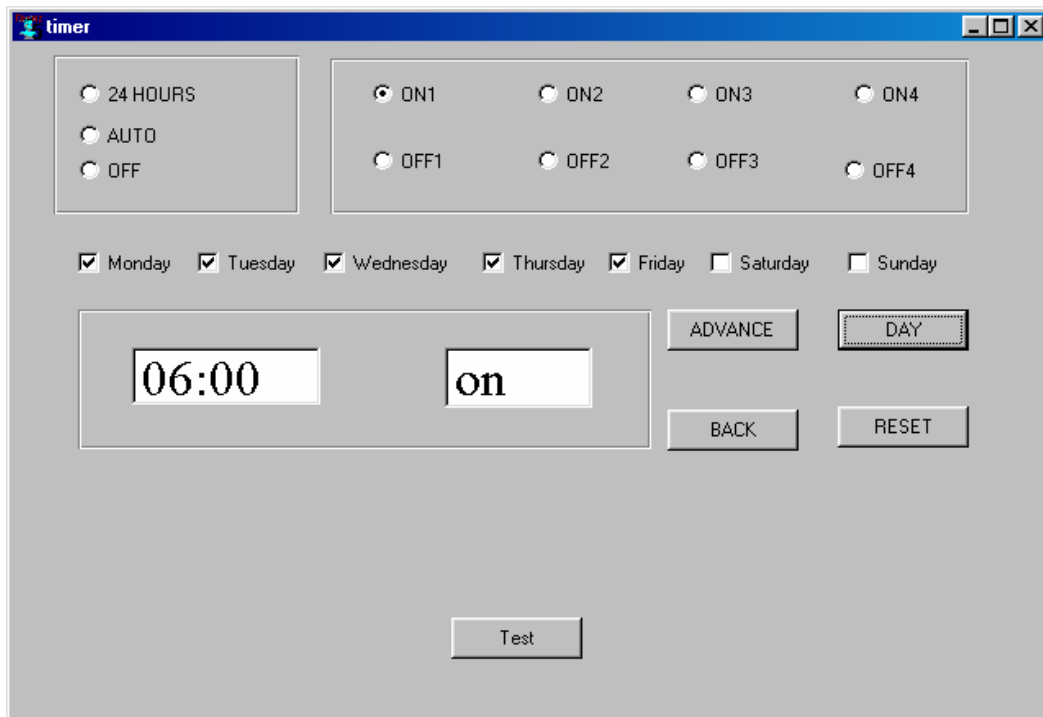 timer
24 HOURS
AUTO
OFF
ON1 ON2 ON3 ON4
OFF1 OFF2 OFF3 OFF4
Monday Tuesday Wednesday Thursday Friday Saturday Sunday
06:00 on
ADVANCE DAY
BACK RESET
Test